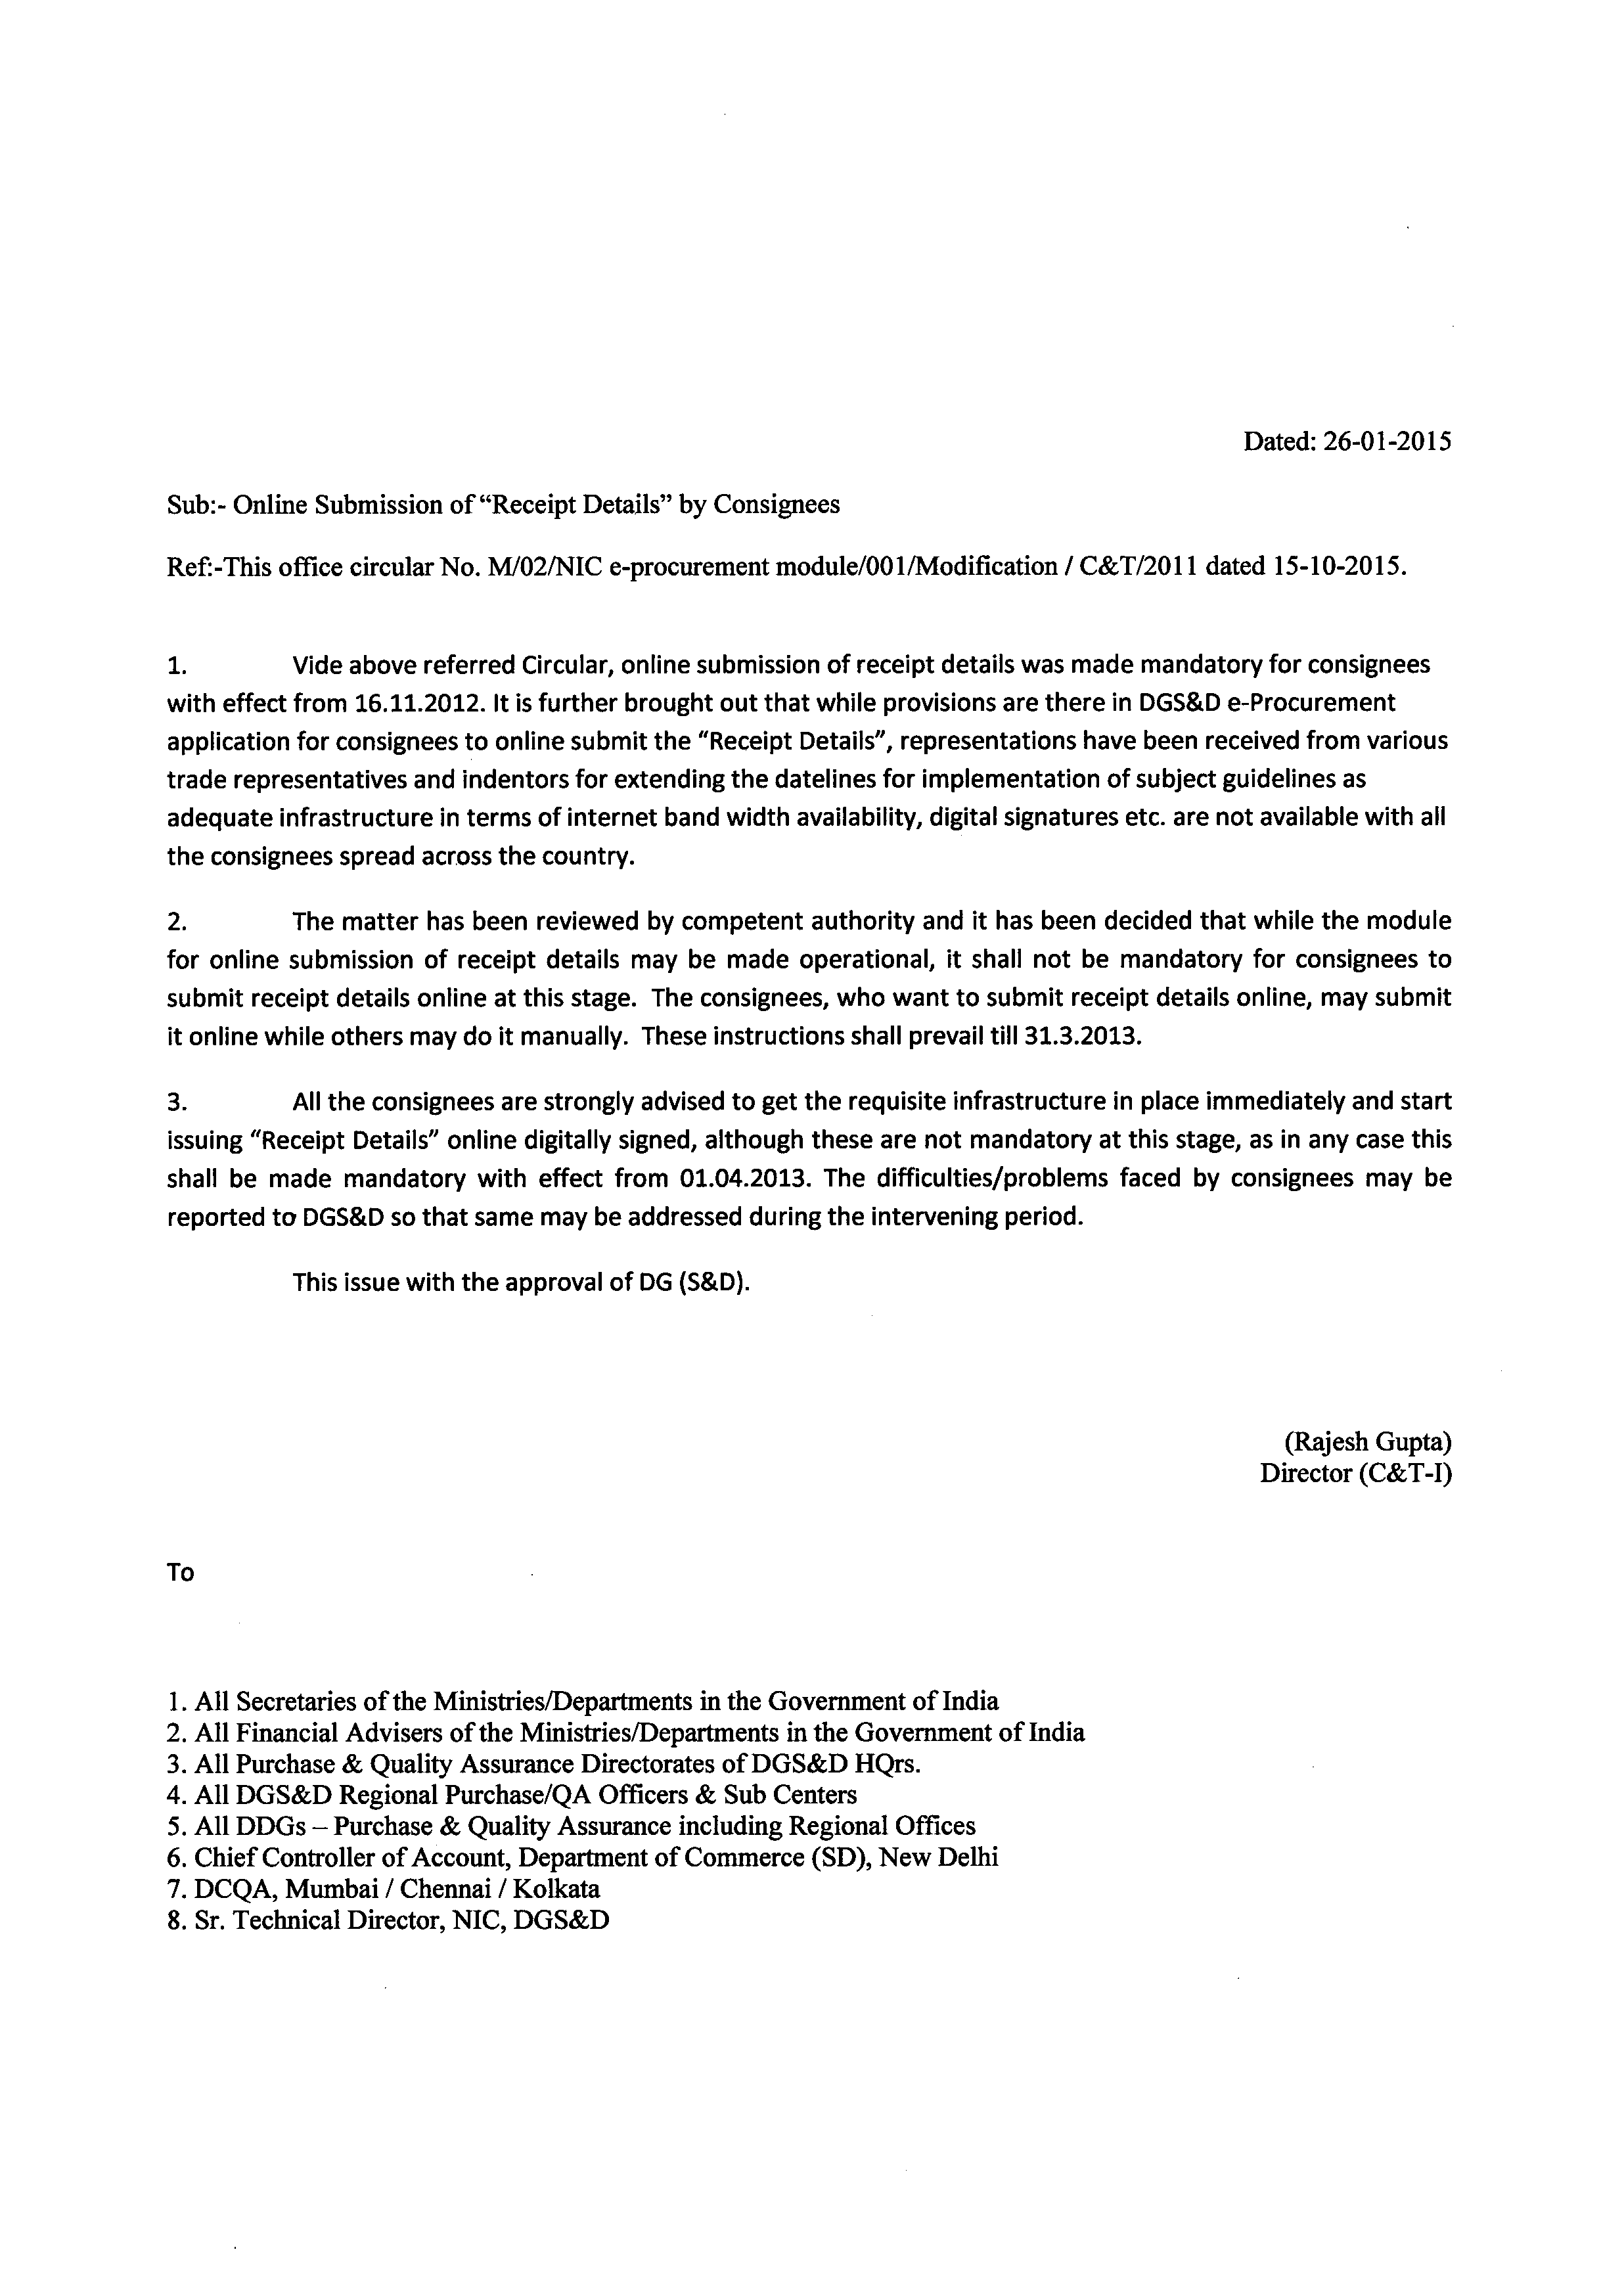 Dated: 26-01-2015
Sub:- Online Submission of “Receipt Details” by Consignees
Ref:-This office circular No. M/02/NIC e-procurement module/001/Modification / C&T/2011 dated 15-10-2015.
1. Vide above referred Circular, online submission of receipt details was made mandatory for consignees
with effect from 16.11.2012. It is further brought out that while provisions are there in DGS&D e-Procurement
application for consignees to online submit the “Receipt Details”, representations have been received from various
trade representatives and indentors for extending the datelines for implementation of subject guidelines as
adequate infrastructure in terms of internet band width availability, digital signatures etc. are not available with all
the consignees spread across the country.
2. The matter has been reviewed by competent authority and it has been decided that while the module
for online submission of receipt details may be made operational, it shall not be mandatory for consignees to
submit receipt details online at this stage. The consignees, who want to submit receipt details online, may submit
it online while others may do it manually. These instructions shall prevail till 31.3.2013.
3. All the consignees are strongly advised to get the requisite infrastructure in place immediately and start
issuing “Receipt Details” online digitally signed, although these are not mandatory at this stage, as in any case this
shall be made mandatory with effect from 01.04.2013. The difficulties/problems faced by consignees may be
reported to DGS&D so that same may be addressed during the intervening period.
This issue with the approval of DG (S&D).
(Rajesh Gupta)
Director (C&T-I)
To
1. All Secretaries of the Ministries/Departments in the Government of India
2. All Financial Advisers of the Ministries/Departments in the Government of India
3. All Purchase & Quality Assurance Directorates of DGS&D HQrs.
4. All DGS&D Regional Purchase/QA Officers & Sub Centers
5. All DDGs – Purchase & Quality Assurance including Regional Offices
6. Chief Controller of Account, Department of Commerce (SD), New Delhi
7. DCQA, Mumbai / Chennai / Kolkata
8. Sr. Technical Director, NIC, DGS&D